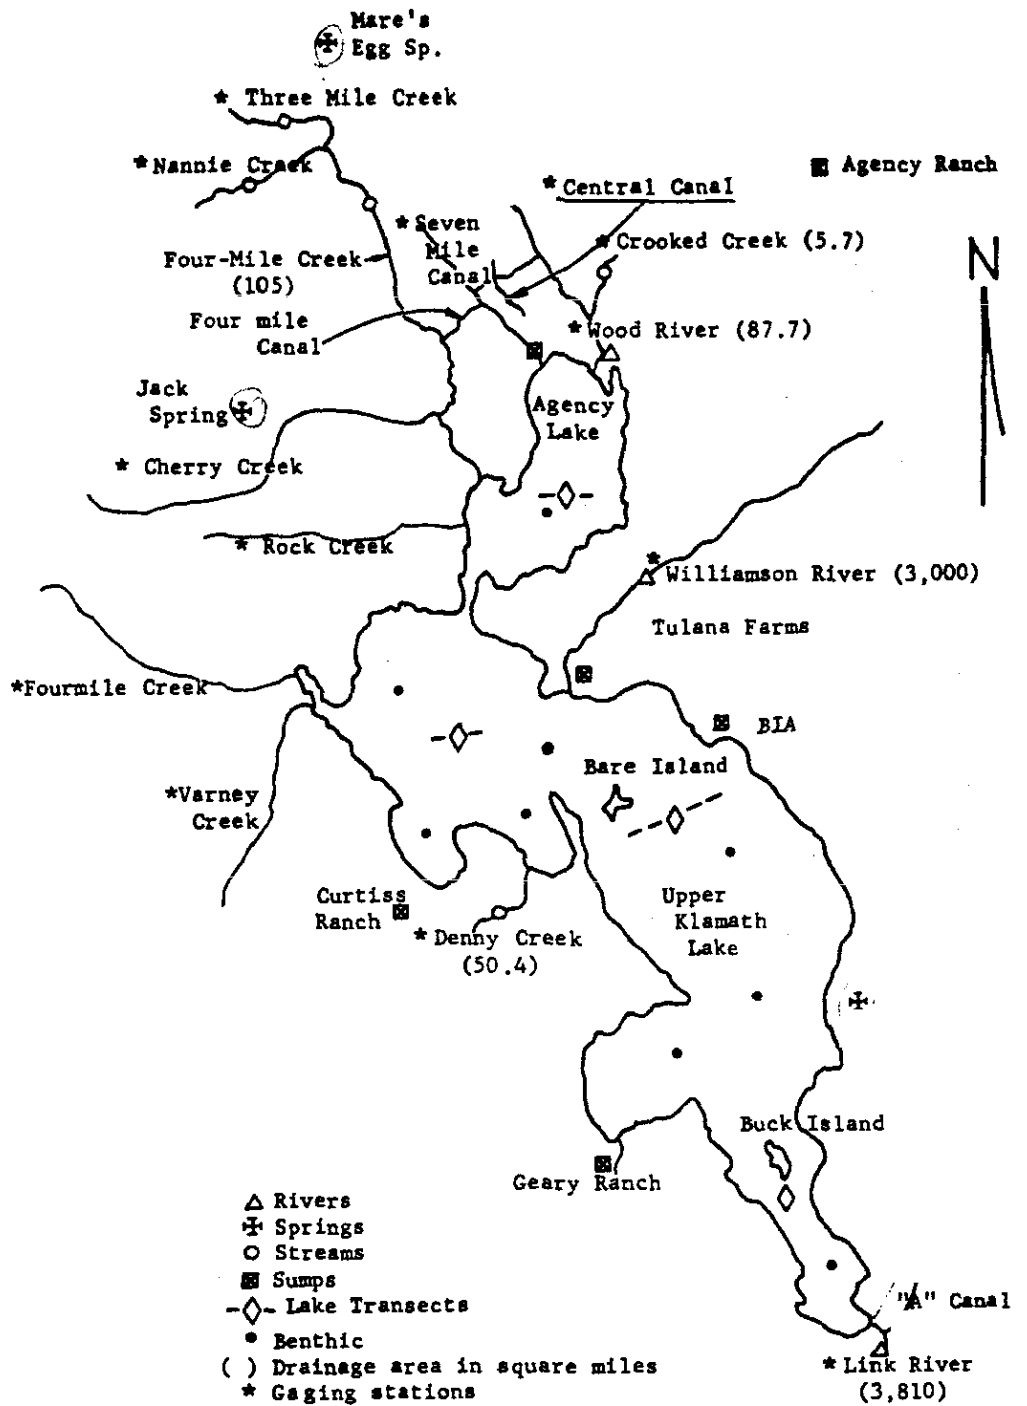 Mare's
Egg Sp.
* Three Mile Creek
* Nannie Creek
Agency Ranch
* Central Canal
* Seven
Mile
Canal
* Crooked Creek (5.7)
Four-Mile Creek
(105)
N
Four mile
Canal
* Wood River (87.7)
Jack
Spring
Agency
Lake
* Cherry Creek
* Rock Creek
* Williamson River (3,000)
Tulana Farms
*Fourmile Creek
BIA
Bare Island
*Varney
Creek
Curtiss
Ranch
Upper
Klamath
Lake
* Denny Creek
(50.4)
Buck Island
Geary Ranch
Rivers
Springs
Streams
Sumps
Lake Transects
Benthic
( ) Drainage area in square miles
* Gaging stations
"A" Canal
* Link River
(3,810)